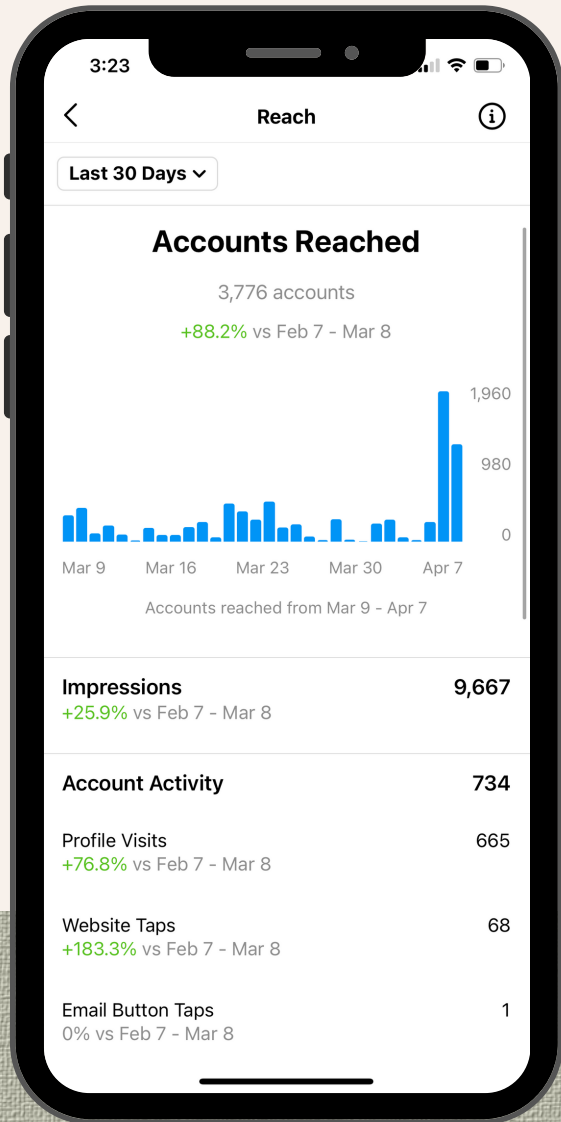 3:23
Reach
Last 30 Days
Accounts Reached
3,776 accounts
+88.2% vs Feb 7 - Mar 8
1,960
980
0
Mar 9 Mar 16 Mar 23 Mar 30 Apr 7
Accounts reached from Mar 9 - Apr 7
Impressions 9,667
+25.9% vs Feb 7 - Mar 8
Account Activity 734
Profile Visits 665
+76.8% vs Feb 7 - Mar 8
Website Taps 68
+183.3% vs Feb 7 - Mar 8
Email Button Taps 1
0% vs Feb 7 - Mar 8